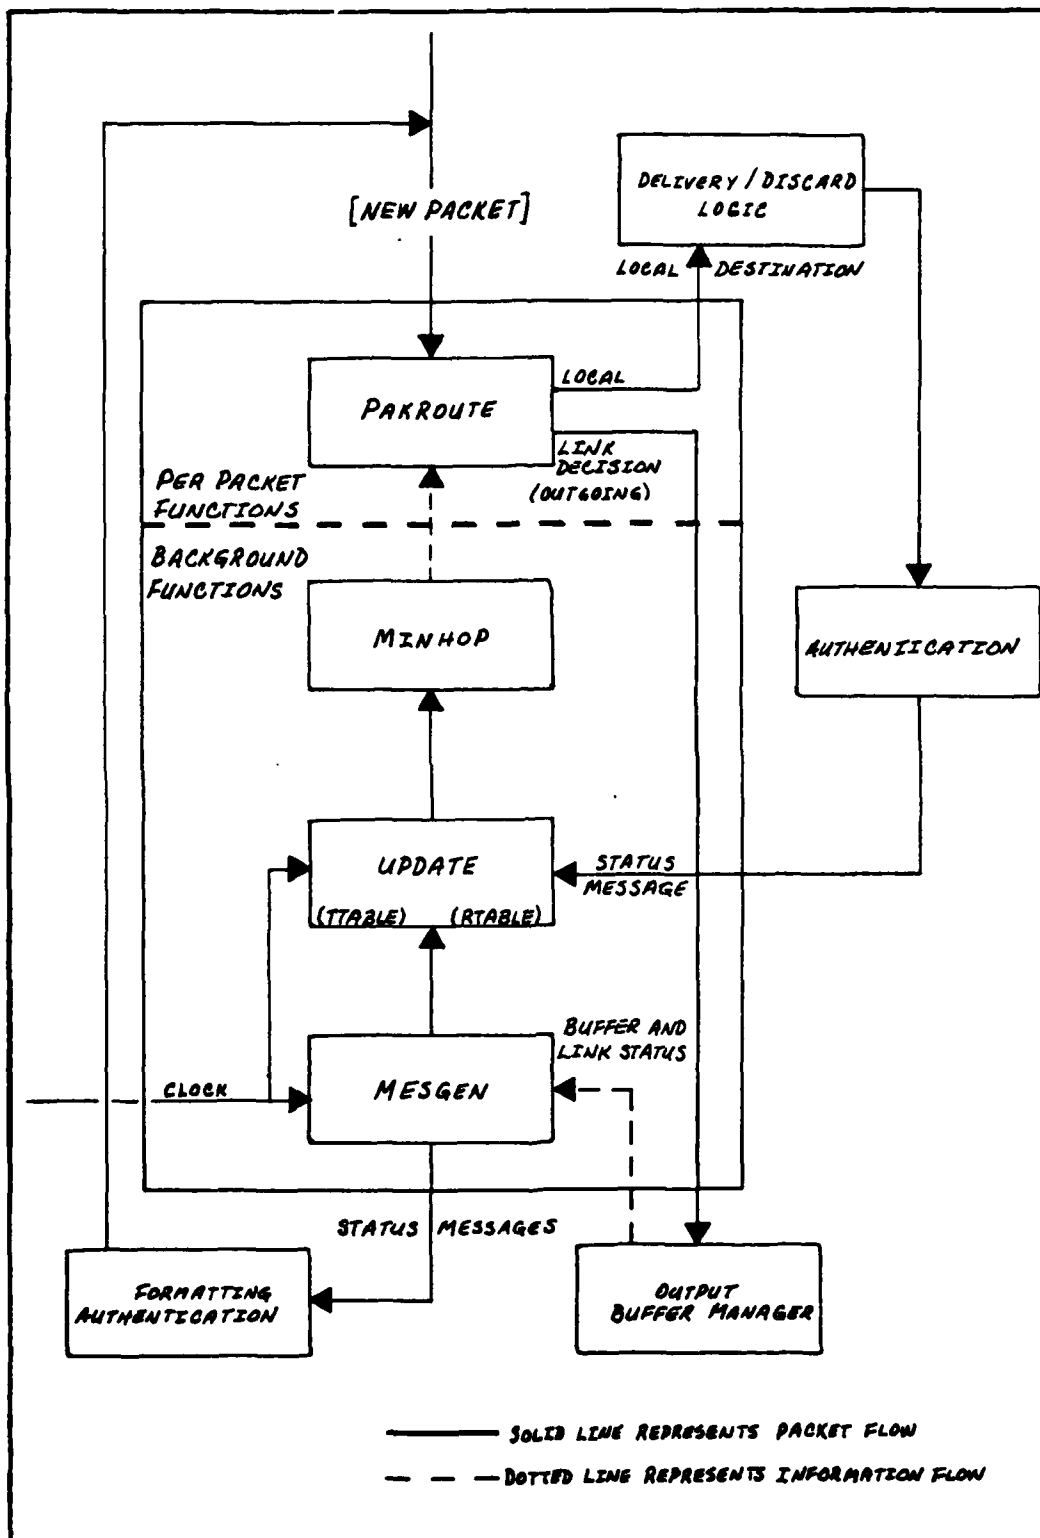 [NEW PACKET]
DELIVERY / DISCARD
LOGIC
LOCAL DESTINATION
PAKROUTE
LOCAL
LINK
DECISION
(OUTGOING)
PER PACKET
FUNCTIONS
BACKGROUND
FUNCTIONS
MINHOP
AUTHENTICATION
UPDATE
(TTABLE) (RTABLE)
STATUS
MESSAGE
BUFFER AND
LINK STATUS
CLOCK
MESGEN
STATUS MESSAGES
FORMATTING
AUTHENTICATION
OUTPUT
BUFFER MANAGER
SOLID LINE REPRESENTS PACKET FLOW
DOTTED LINE REPRESENTS INFORMATION FLOW